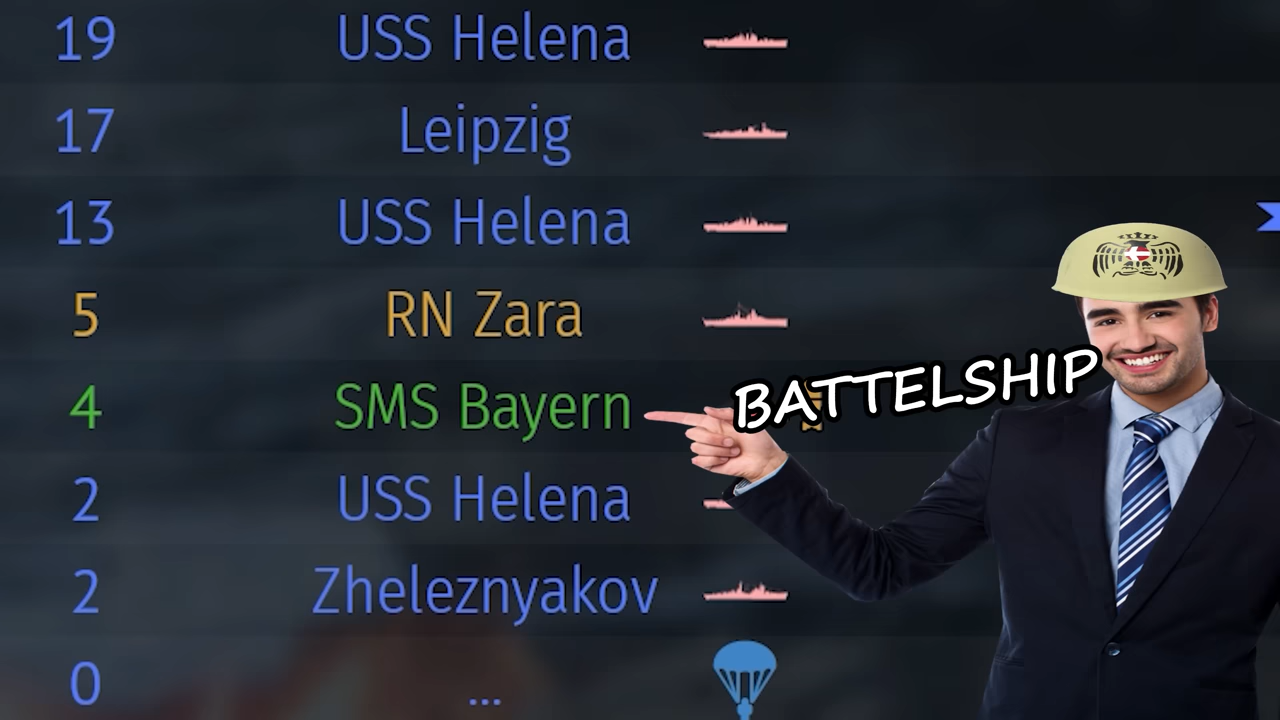 19 USS Helena
17 Leipzig
13 USS Helena
5 RN Zara
BATTELSHIP
4 SMS Bayern
2 USS Helena
2 Zheleznyakov
0 ...